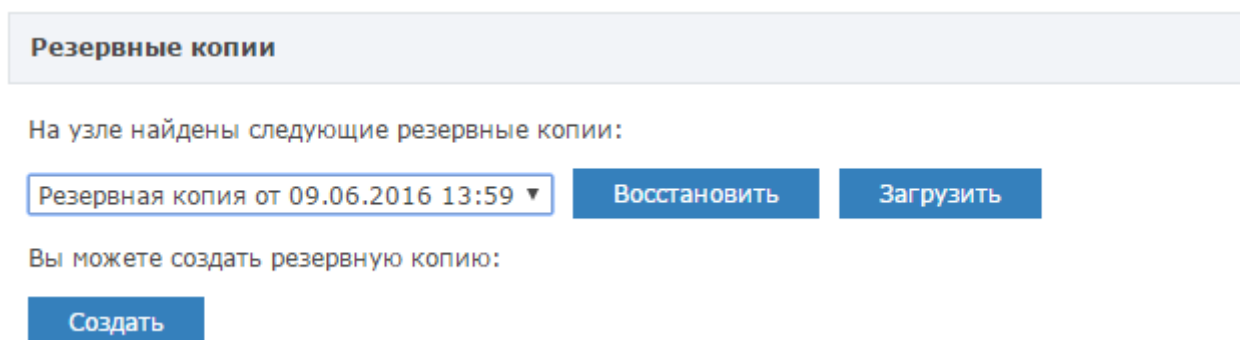 Резервные копии
На узле найдены следующие резервные копии:
Резервная копия от 09.06.2016 13:59 ▼ Восстановить Загрузить
Вы можете создать резервную копию:
Создать